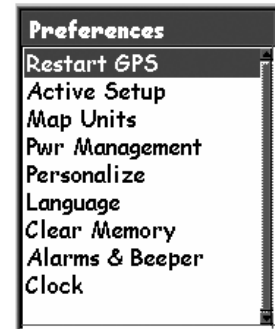 Preferences
Restart GPS
Active Setup
Map Units
Pwr Management
Personalize
Language
Clear Memory
Alarms & Beeper
Clock